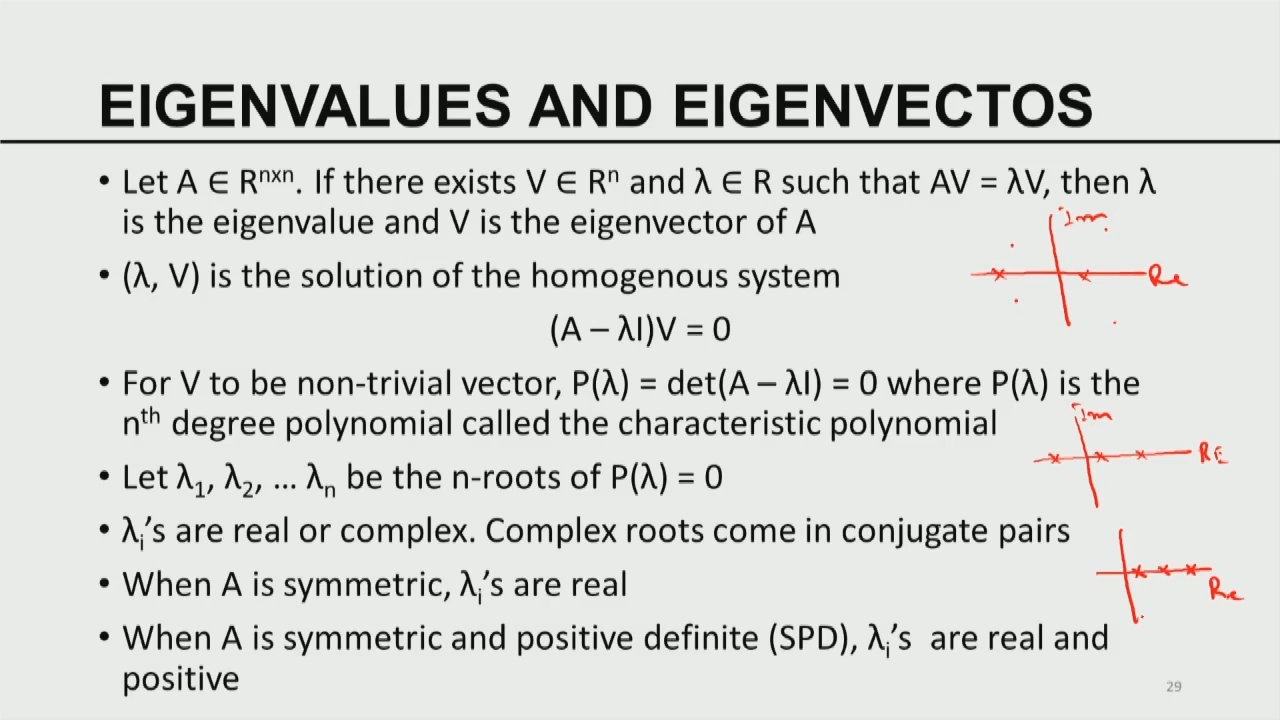 EIGENVALUES AND EIGENVECTOS
• Let A ∈ Rⁿˣⁿ. If there exists V ∈ Rⁿ and λ ∈ R such that AV = λV, then λ
is the eigenvalue and V is the eigenvector of A
Im
• (λ, V) is the solution of the homogenous system
Re
(A – λI)V = 0
• For V to be non-trivial vector, P(λ) = det(A – λI) = 0 where P(λ) is the
nᵗʰ degree polynomial called the characteristic polynomial
Im
RE
• Let λ₁, λ₂, … λₙ be the n-roots of P(λ) = 0
• λᵢ’s are real or complex. Complex roots come in conjugate pairs
• When A is symmetric, λᵢ’s are real
Re
• When A is symmetric and positive definite (SPD), λᵢ’s are real and
positive
29